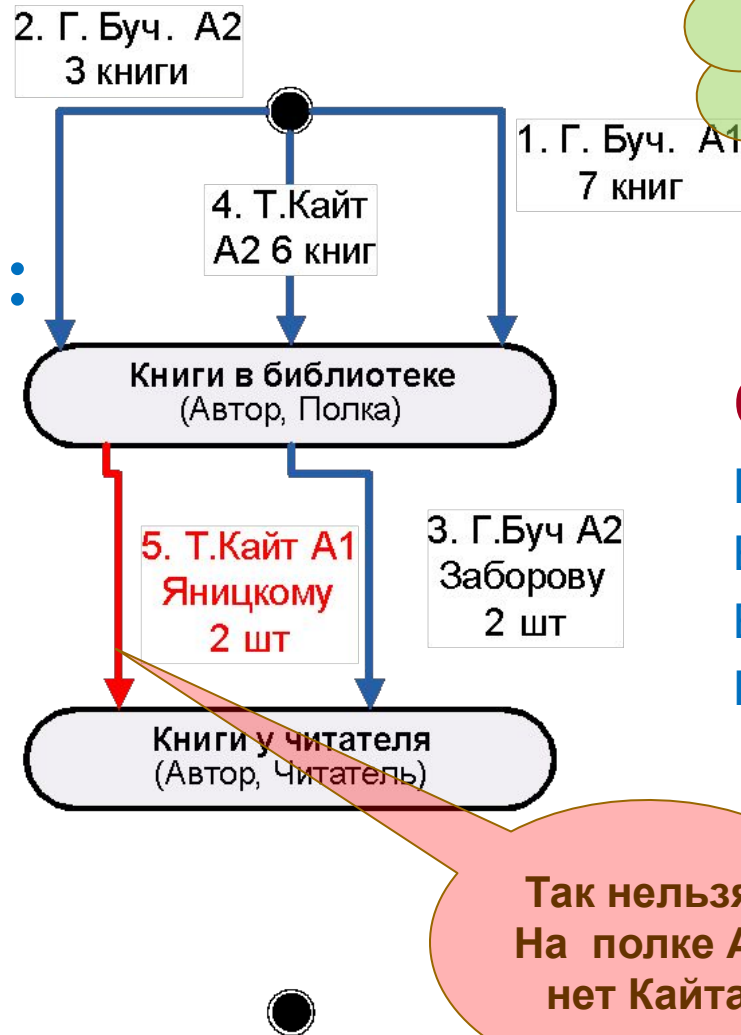 2. Г. Буч. А2
3 книги
1. Г. Буч. А1
7 книг
4. Т.Кайт
А2 6 книг
:
Книги в библиотеке
(Автор, Полка)
5. Т.Кайт А1
Яницкому
2 шт
3. Г.Буч А2
Заборову
2 шт
Книги у читателя
(Автор, Читатель)
Так нельзя
На полке
нет Кайта